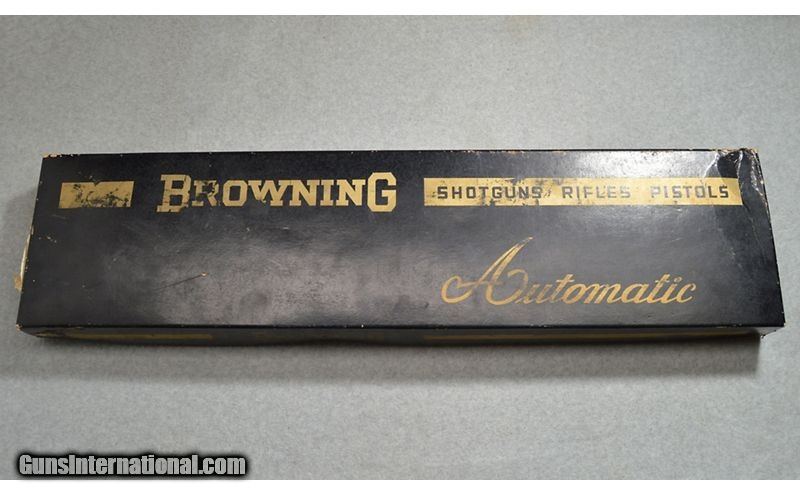 BROWNING
SHOTGUNS RIFLES PISTOLS
Automatic
GunsInternational.com